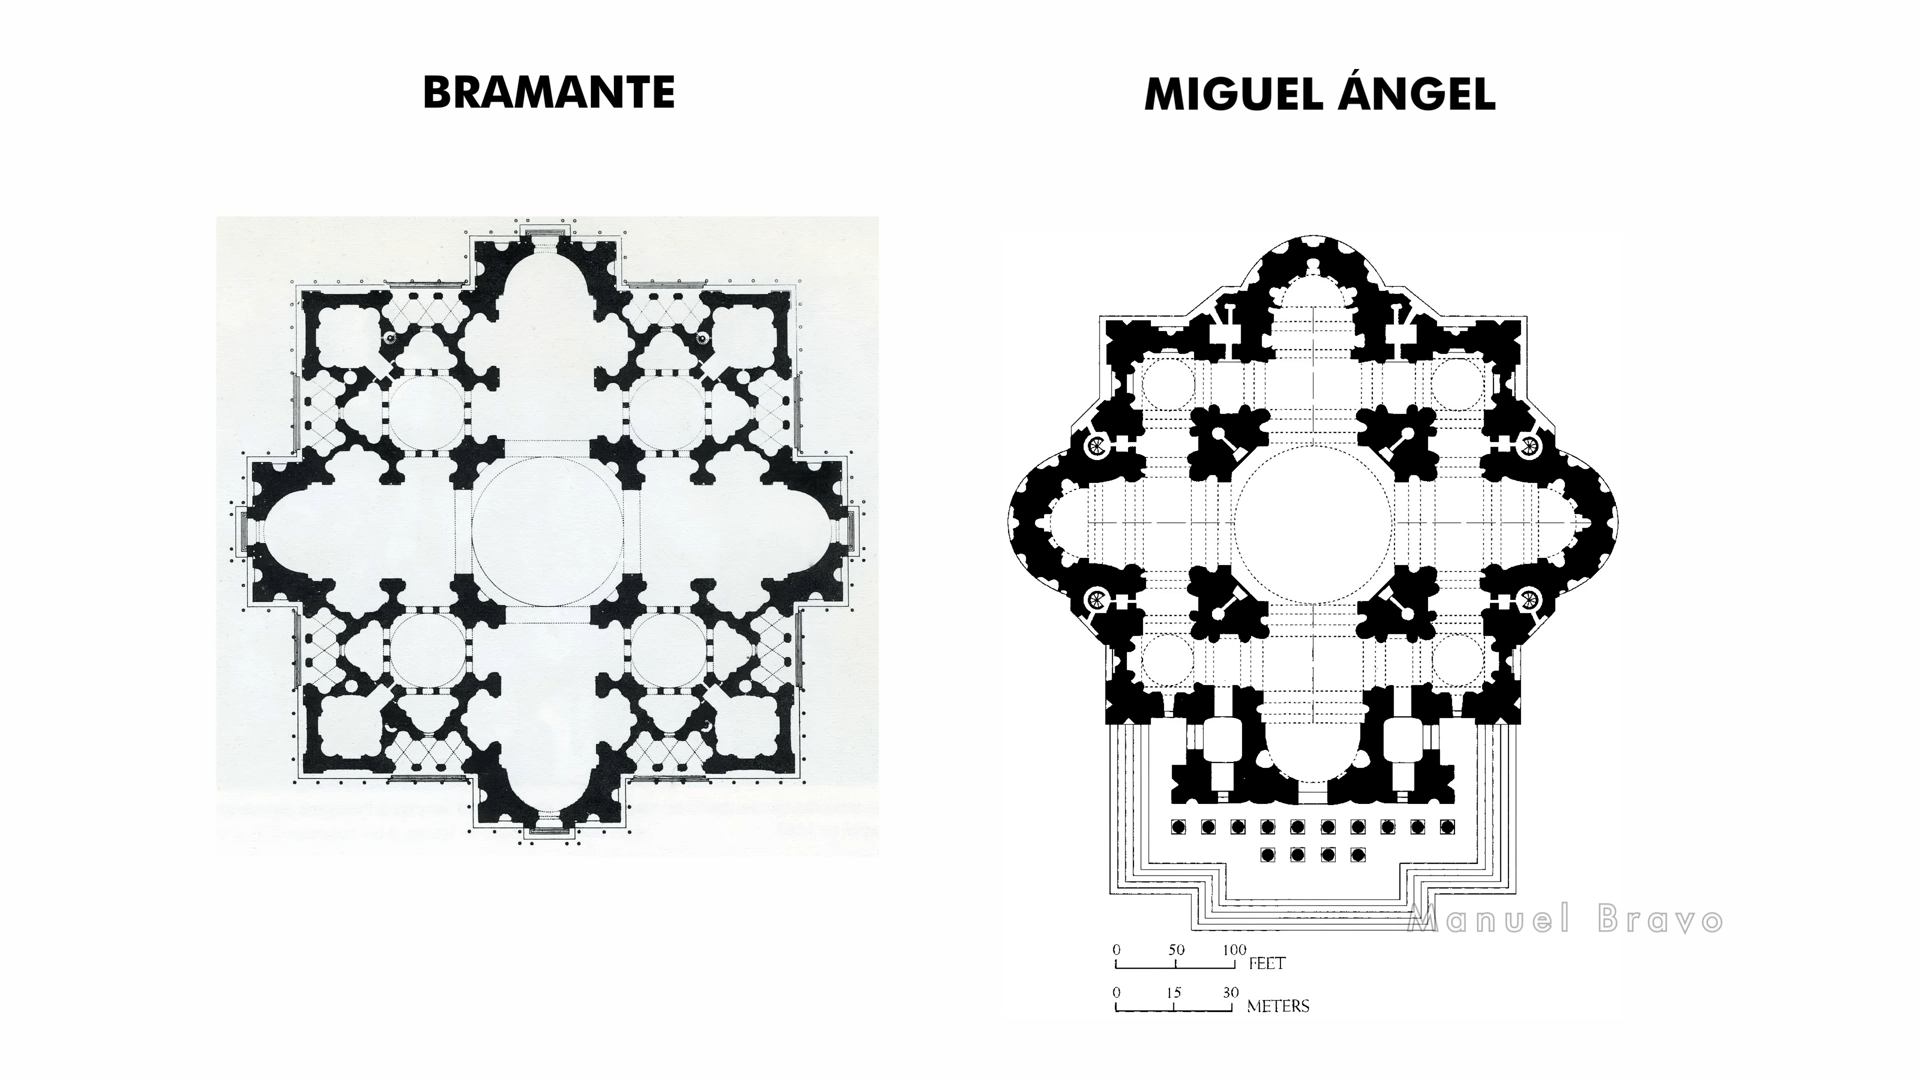 BRAMANTE
MIGUEL ÁNGEL
Manuel Bravo
0 50 100 FEET
0 15 30 METERS